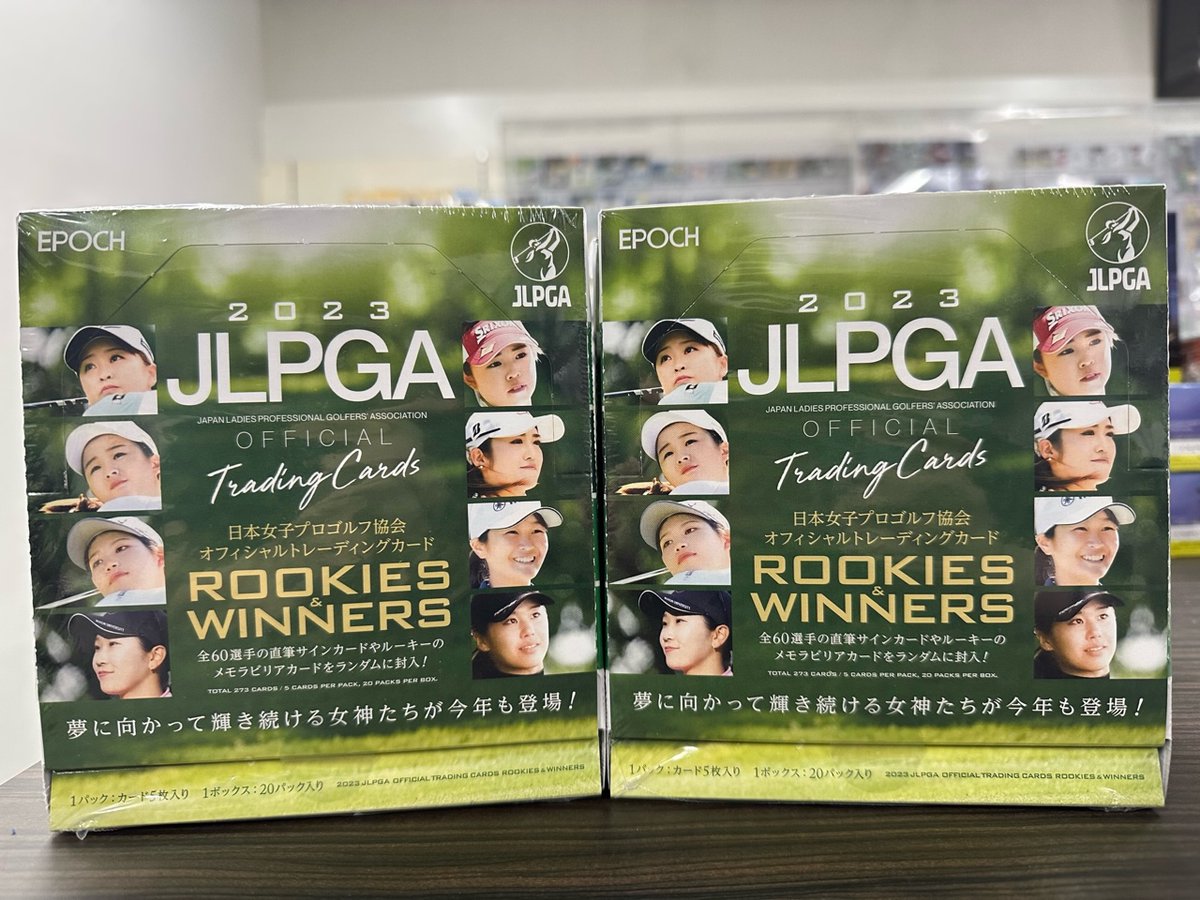 EPOCH
JLPGA
2023
JLPGA
JAPAN LADIES PROFESSIONAL GOLFERS' ASSOCIATION
OFFICIAL
Trading Cards
日本女子プロゴルフ協会
オフィシャルトレーディングカード
ROOKIES
&
WINNERS
全60選手の直筆サインカードやルーキーの
メモラビリアカードをランダムに封入!
TOTAL 273 CARDS / 5 CARDS PER PACK, 20 PACKS PER BOX.
夢に向かって輝き続ける女神たちが今年も登場!
1パック:カード5枚入り 1ボックス:20パック入り 2023 JLPGA OFFICIAL TRADING CARDS ROOKIES & WINNERS
SRIXON
EPOCH
JLPGA
2023
JLPGA
JAPAN LADIES PROFESSIONAL GOLFERS' ASSOCIATION
OFFICIAL
Trading Cards
日本女子プロゴルフ協会
オフィシャルトレーディングカード
ROOKIES
&
WINNERS
全60選手の直筆サインカードやルーキーの
メモラビリアカードをランダムに封入!
TOTAL 273 CARDS / 5 CARDS PER PACK, 20 PACKS PER BOX.
夢に向かって輝き続ける女神たちが今年も登場!
1パック:カード5枚入り 1ボックス:20パック入り 2023 JLPGA OFFICIAL TRADING CARDS ROOKIES & WINNERS
SRIXON